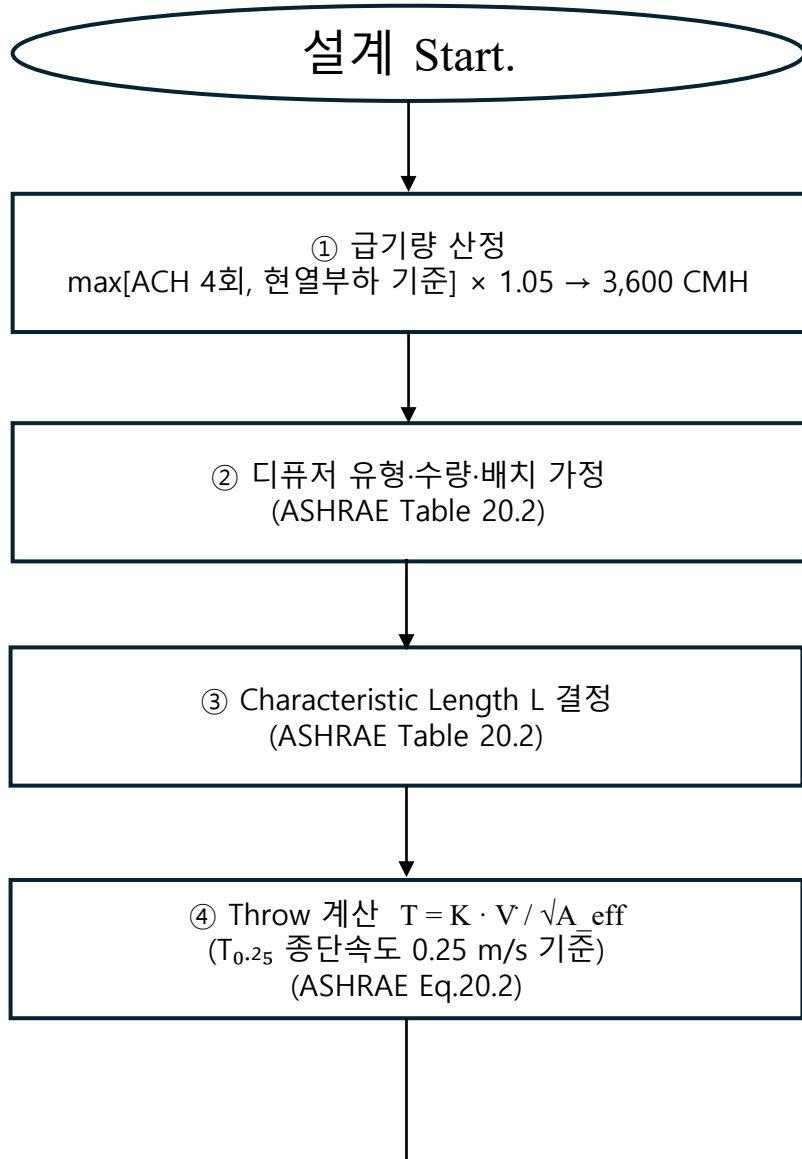 설계 Start.
① 급기량 산정
max[ACH 4회, 현열부하 기준] × 1.05 → 3,600 CMH
② 디퓨저 유형·수량·배치 가정
(ASHRAE Table 20.2)
③ Characteristic Length L 결정
(ASHRAE Table 20.2)
④ Throw 계산 T = K · V̇ / √A_eff
(T₀.₂₅ 종단속도 0.25 m/s 기준)
(ASHRAE Eq.20.2)